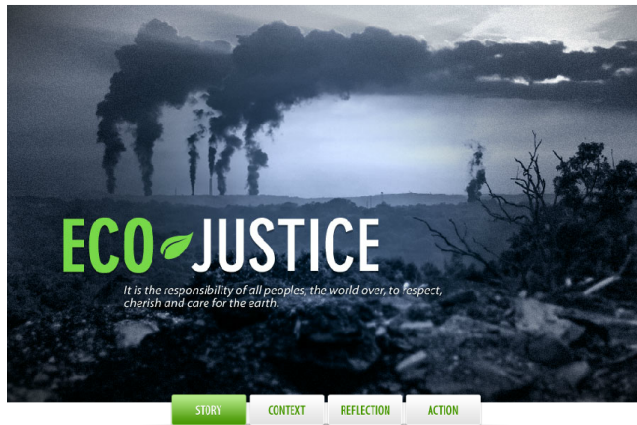 ECO JUSTICE
It is the responsibility of all peoples, the world over, to respect,
cherish and care for the earth.
STORY CONTEXT REFLECTION ACTION